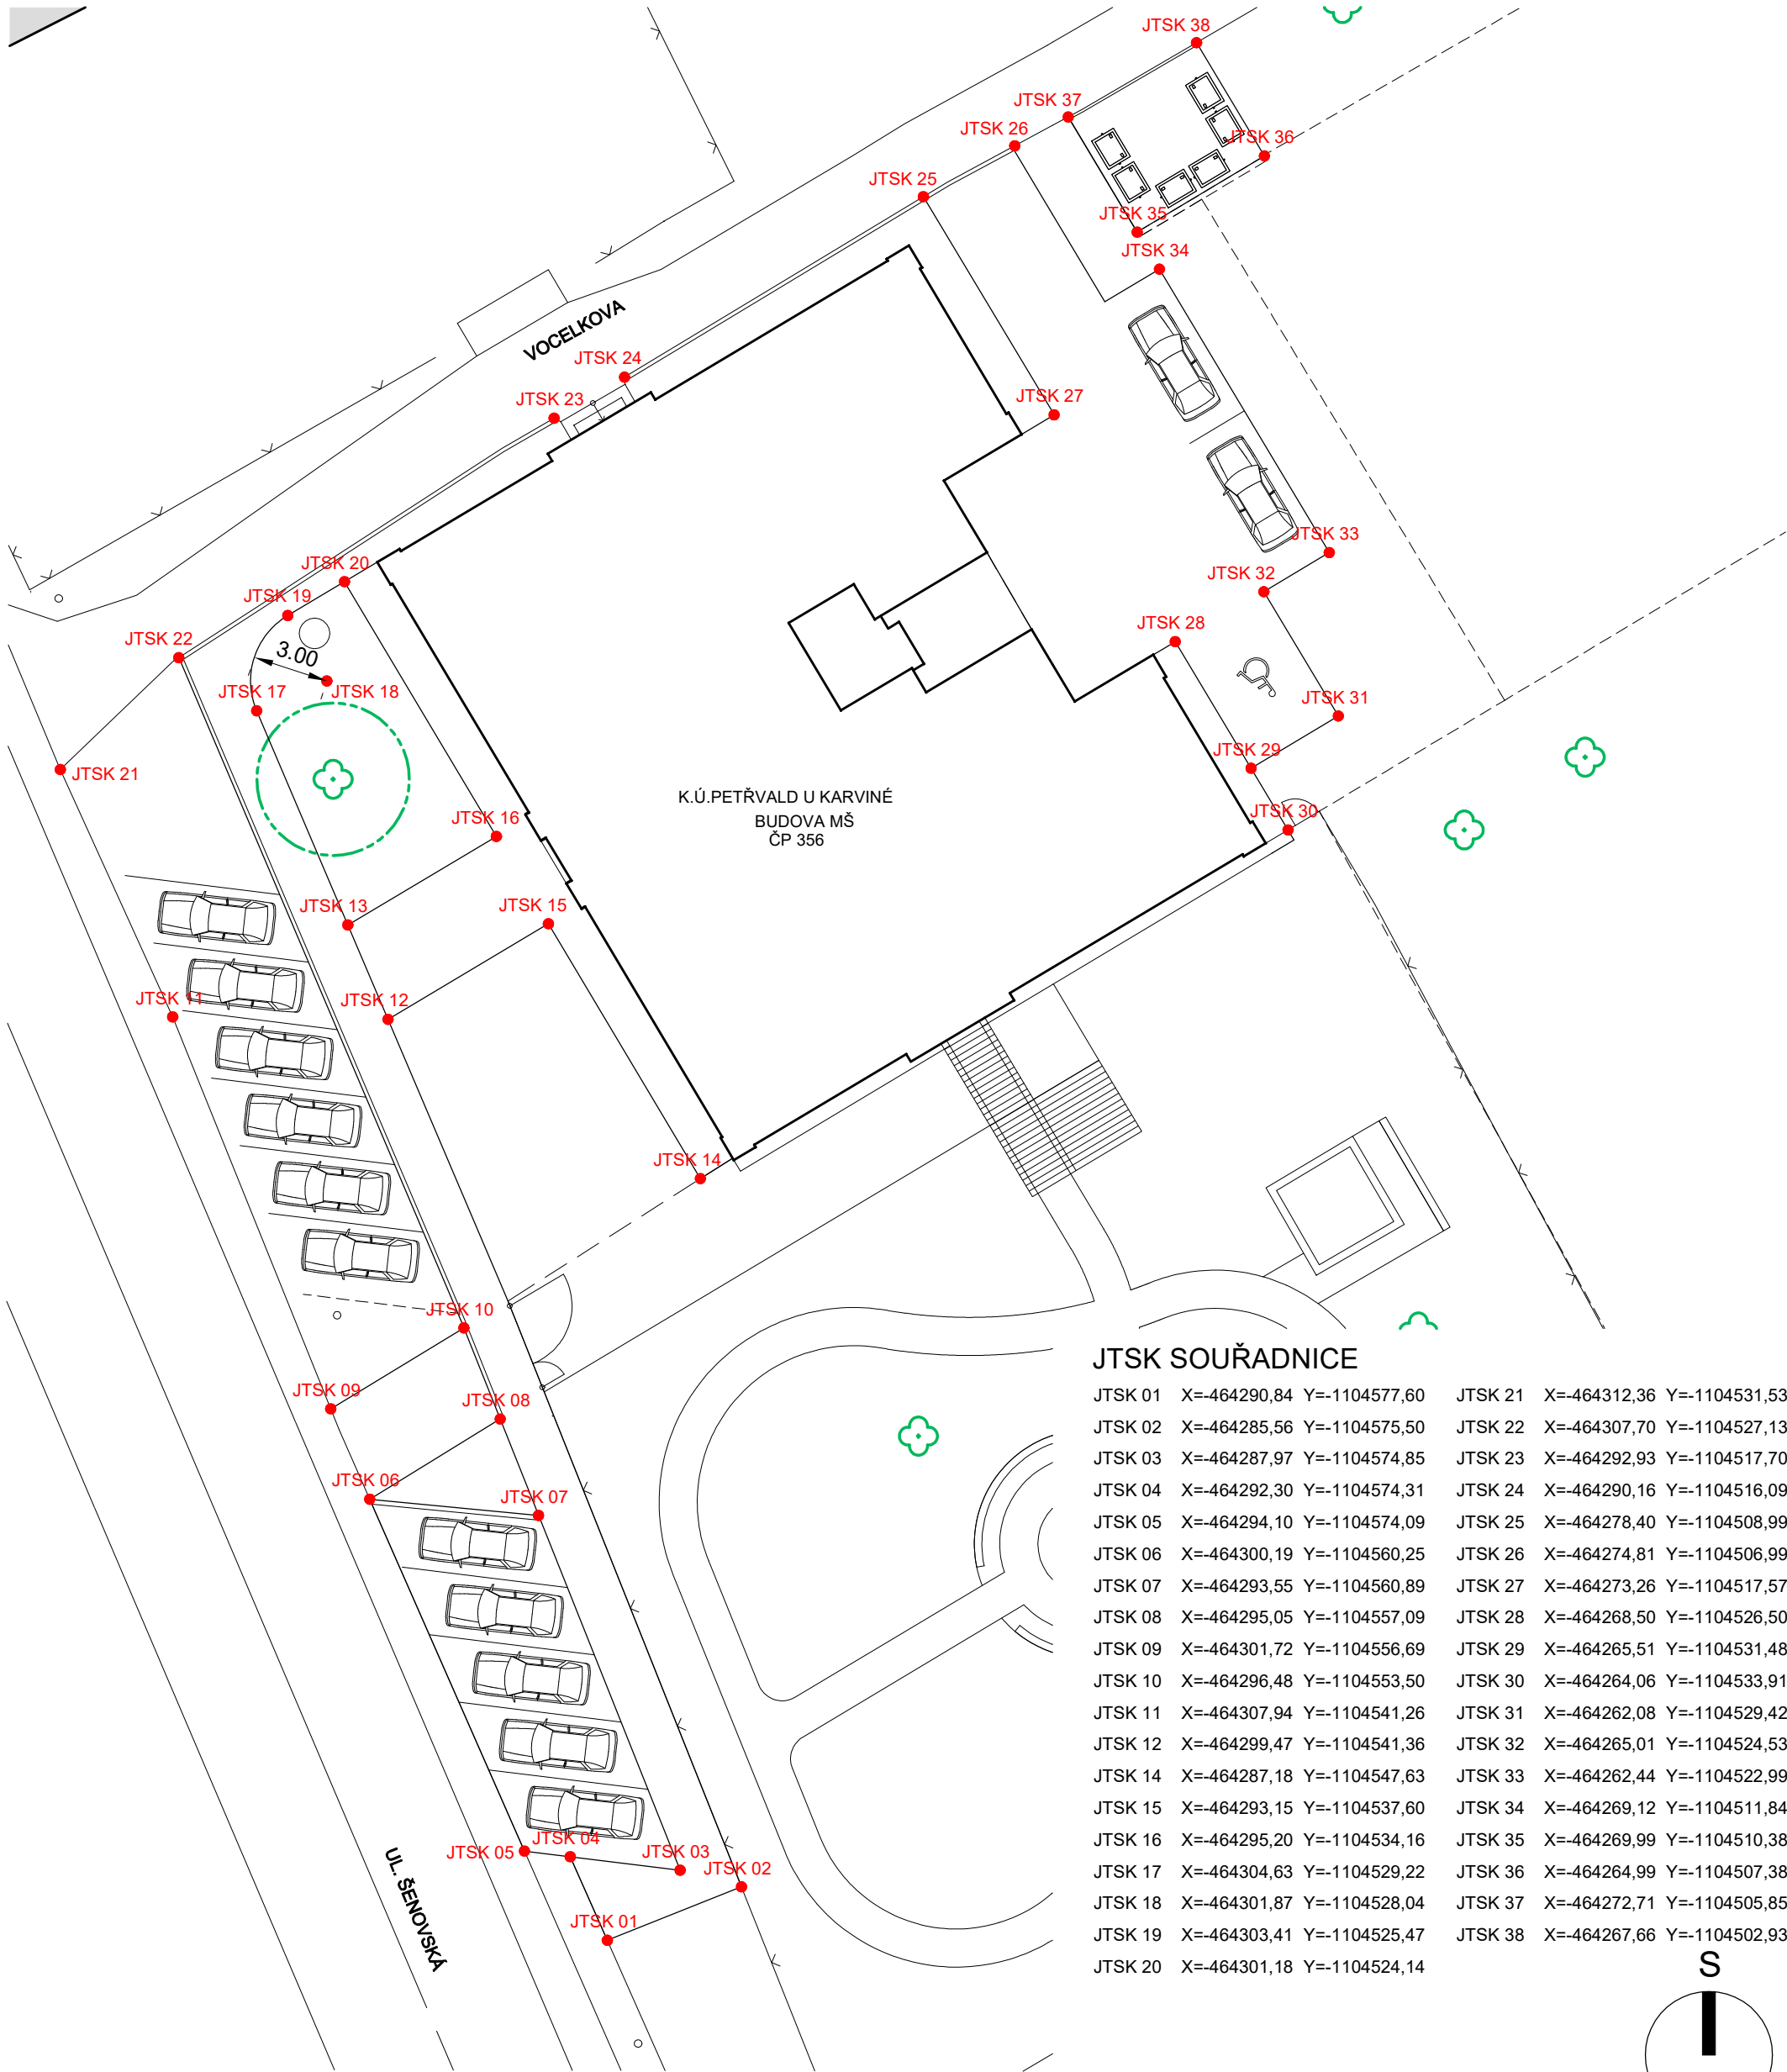 JTSK 38
JTSK 37
JTSK 26
JTSK 36
JTSK 25
JTSK 35
JTSK 34
VOCELKOVA
JTSK 24
JTSK 23
JTSK 27
JTSK 33
JTSK 20
JTSK 32
JTSK 19
JTSK 22
3.00
JTSK 28
JTSK 17
JTSK 18
JTSK 31
JTSK 21
JTSK 29
K.Ú.PETŘVALD U KARVINÉ
BUDOVA MŠ
ČP 356
JTSK 16
JTSK 30
JTSK 13
JTSK 15
JTSK 11
JTSK 12
JTSK 14
JTSK 10
JTSK 09
JTSK 08
JTSK 06
JTSK 07
JTSK 05
JTSK 04
JTSK 03
JTSK 02
JTSK 01
UL. ŠENOVSKÁ
JTSK SOUŘADNICE
JTSK 01 X=-464290,84 Y=-1104577,60
JTSK 02 X=-464285,56 Y=-1104575,50
JTSK 03 X=-464287,97 Y=-1104574,85
JTSK 04 X=-464292,30 Y=-1104574,31
JTSK 05 X=-464294,10 Y=-1104574,09
JTSK 06 X=-464300,19 Y=-1104560,25
JTSK 07 X=-464293,55 Y=-1104560,89
JTSK 08 X=-464295,05 Y=-1104557,09
JTSK 09 X=-464301,72 Y=-1104556,69
JTSK 10 X=-464296,48 Y=-1104553,50
JTSK 11 X=-464307,94 Y=-1104541,26
JTSK 12 X=-464299,47 Y=-1104541,36
JTSK 14 X=-464287,18 Y=-1104547,63
JTSK 15 X=-464293,15 Y=-1104537,60
JTSK 16 X=-464295,20 Y=-1104534,16
JTSK 17 X=-464304,63 Y=-1104529,22
JTSK 18 X=-464301,87 Y=-1104528,04
JTSK 19 X=-464303,41 Y=-1104525,47
JTSK 20 X=-464301,18 Y=-1104524,14
JTSK 21 X=-464312,36 Y=-1104531,53
JTSK 22 X=-464307,70 Y=-1104527,13
JTSK 23 X=-464292,93 Y=-1104517,70
JTSK 24 X=-464290,16 Y=-1104516,09
JTSK 25 X=-464278,40 Y=-1104508,99
JTSK 26 X=-464274,81 Y=-1104506,99
JTSK 27 X=-464273,26 Y=-1104517,57
JTSK 28 X=-464268,50 Y=-1104526,50
JTSK 29 X=-464265,51 Y=-1104531,48
JTSK 30 X=-464264,06 Y=-1104533,91
JTSK 31 X=-464262,08 Y=-1104529,42
JTSK 32 X=-464265,01 Y=-1104524,53
JTSK 33 X=-464262,44 Y=-1104522,99
JTSK 34 X=-464269,12 Y=-1104511,84
JTSK 35 X=-464269,99 Y=-1104510,38
JTSK 36 X=-464264,99 Y=-1104507,38
JTSK 37 X=-464272,71 Y=-1104505,85
JTSK 38 X=-464267,66 Y=-1104502,93
S